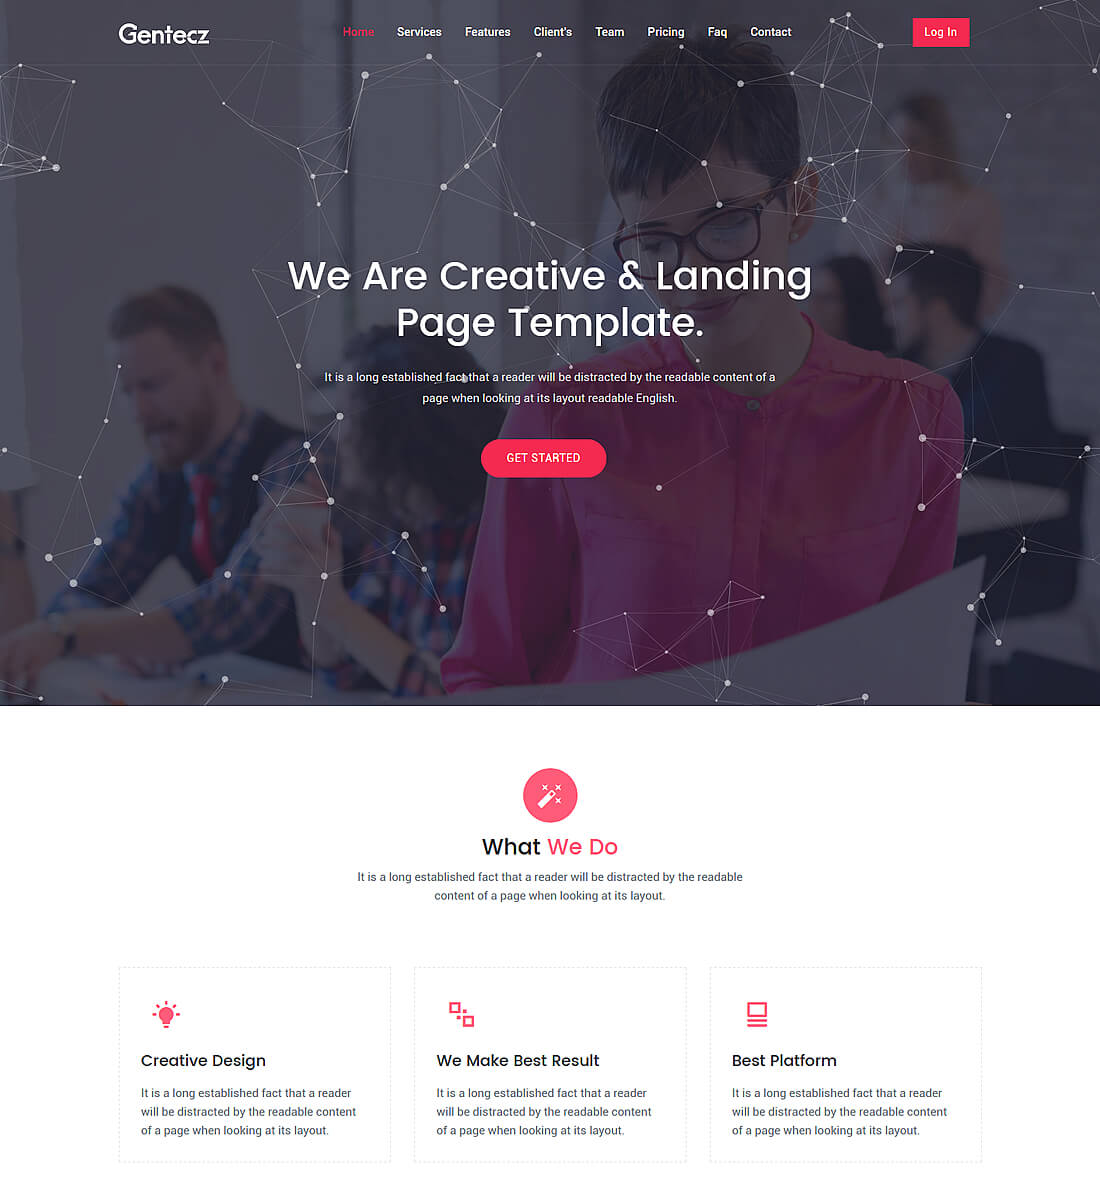 Gentecz
Home Services Features Client's Team Pricing Faq Contact
Log In
We Are Creative & Landing
Page Template.
It is a long established fact that a reader will be distracted by the readable content of a
page when looking at its layout readable English.
GET STARTED
What We Do
It is a long established fact that a reader will be distracted by the readable
content of a page when looking at its layout.
Creative Design
It is a long established fact that a reader
will be distracted by the readable content
of a page when looking at its layout.
We Make Best Result
It is a long established fact that a reader
will be distracted by the readable content
of a page when looking at its layout.
Best Platform
It is a long established fact that a reader
will be distracted by the readable content
of a page when looking at its layout.